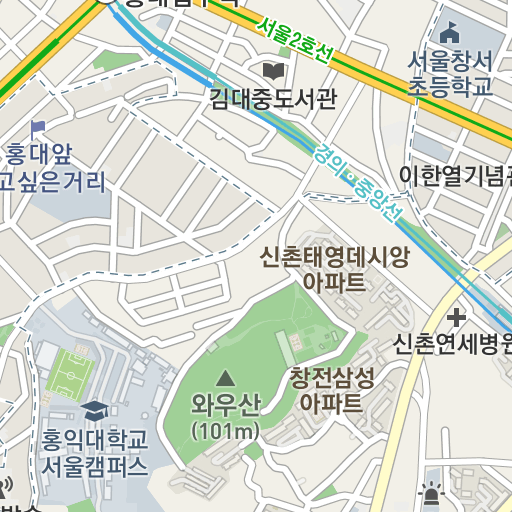 서울2호선
서울창서
초등학교
김대중도서관
홍대앞
고싶은거리
경의·중앙선
이한열기념관
신촌태영데시앙
아파트
신촌연세병원
창전삼성
아파트
와우산
(101m)
홍익대학교
서울캠퍼스